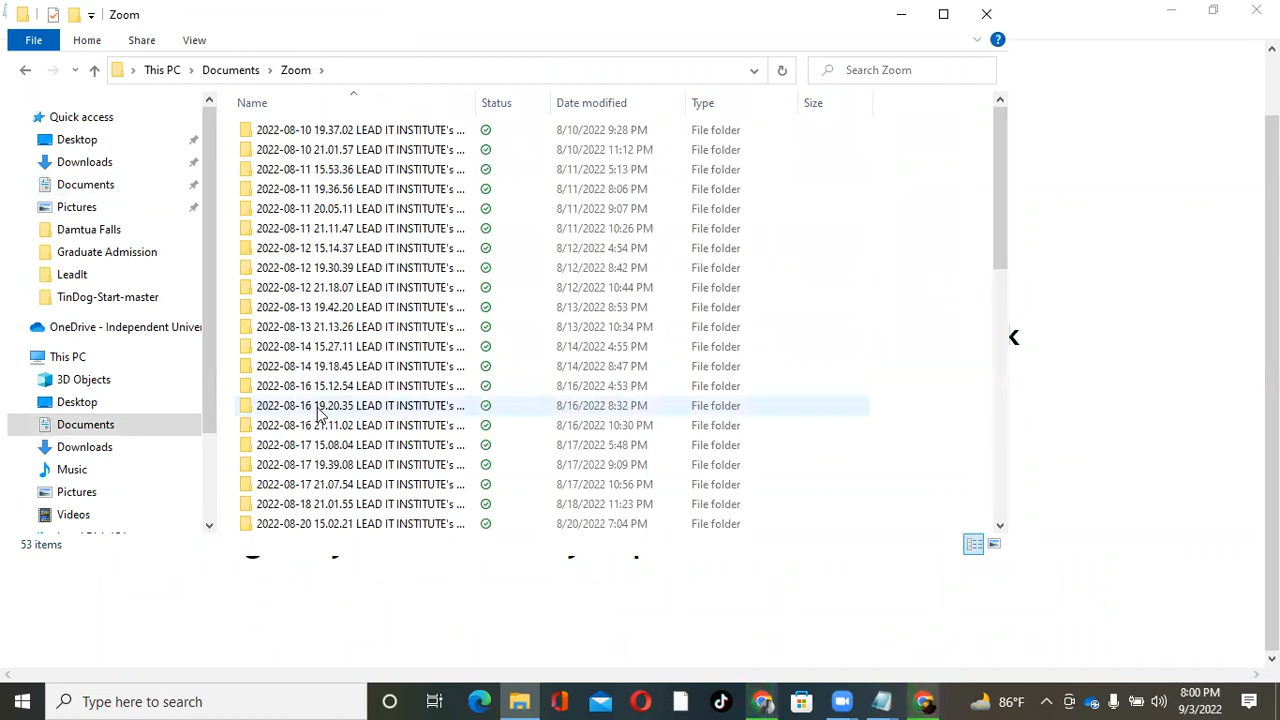 Zoom
File Home Share View
This PC Documents Zoom
Search Zoom
Name Status Date modified Type Size
Quick access
Desktop
Downloads
Documents
Pictures
Damtua Falls
Graduate Admission
LeadIt
TinDog-Start-master
OneDrive - Independent Univer
This PC
3D Objects
Desktop
Documents
Downloads
Music
Pictures
Videos
2022-08-10 19.37.02 LEAD IT INSTITUTE's ... 8/10/2022 9:28 PM File folder
2022-08-10 21.01.57 LEAD IT INSTITUTE's ... 8/10/2022 11:12 PM File folder
2022-08-11 15.53.36 LEAD IT INSTITUTE's ... 8/11/2022 5:13 PM File folder
2022-08-11 19.36.56 LEAD IT INSTITUTE's ... 8/11/2022 8:06 PM File folder
2022-08-11 20.05.11 LEAD IT INSTITUTE's ... 8/11/2022 9:07 PM File folder
2022-08-11 21.11.47 LEAD IT INSTITUTE's ... 8/11/2022 10:26 PM File folder
2022-08-12 15.14.37 LEAD IT INSTITUTE's ... 8/12/2022 4:54 PM File folder
2022-08-12 19.30.39 LEAD IT INSTITUTE's ... 8/12/2022 8:42 PM File folder
2022-08-12 21.18.07 LEAD IT INSTITUTE's ... 8/12/2022 10:44 PM File folder
2022-08-13 19.42.20 LEAD IT INSTITUTE's ... 8/13/2022 8:53 PM File folder
2022-08-13 21.13.26 LEAD IT INSTITUTE's ... 8/13/2022 10:34 PM File folder
2022-08-14 15.27.11 LEAD IT INSTITUTE's ... 8/14/2022 4:55 PM File folder
2022-08-14 19.18.45 LEAD IT INSTITUTE's ... 8/14/2022 8:47 PM File folder
2022-08-16 15.12.54 LEAD IT INSTITUTE's ... 8/16/2022 4:53 PM File folder
2022-08-16 19.20.35 LEAD IT INSTITUTE's ... 8/16/2022 8:32 PM File folder
2022-08-16 21.11.02 LEAD IT INSTITUTE's ... 8/16/2022 10:30 PM File folder
2022-08-17 15.08.04 LEAD IT INSTITUTE's ... 8/17/2022 5:48 PM File folder
2022-08-17 19.39.08 LEAD IT INSTITUTE's ... 8/17/2022 9:09 PM File folder
2022-08-17 21.07.54 LEAD IT INSTITUTE's ... 8/17/2022 10:56 PM File folder
2022-08-18 21.01.55 LEAD IT INSTITUTE's ... 8/18/2022 11:23 PM File folder
2022-08-20 15.02.21 LEAD IT INSTITUTE's ... 8/20/2022 7:04 PM File folder
53 items
Type here to search
86°F
8:00 PM
9/3/2022